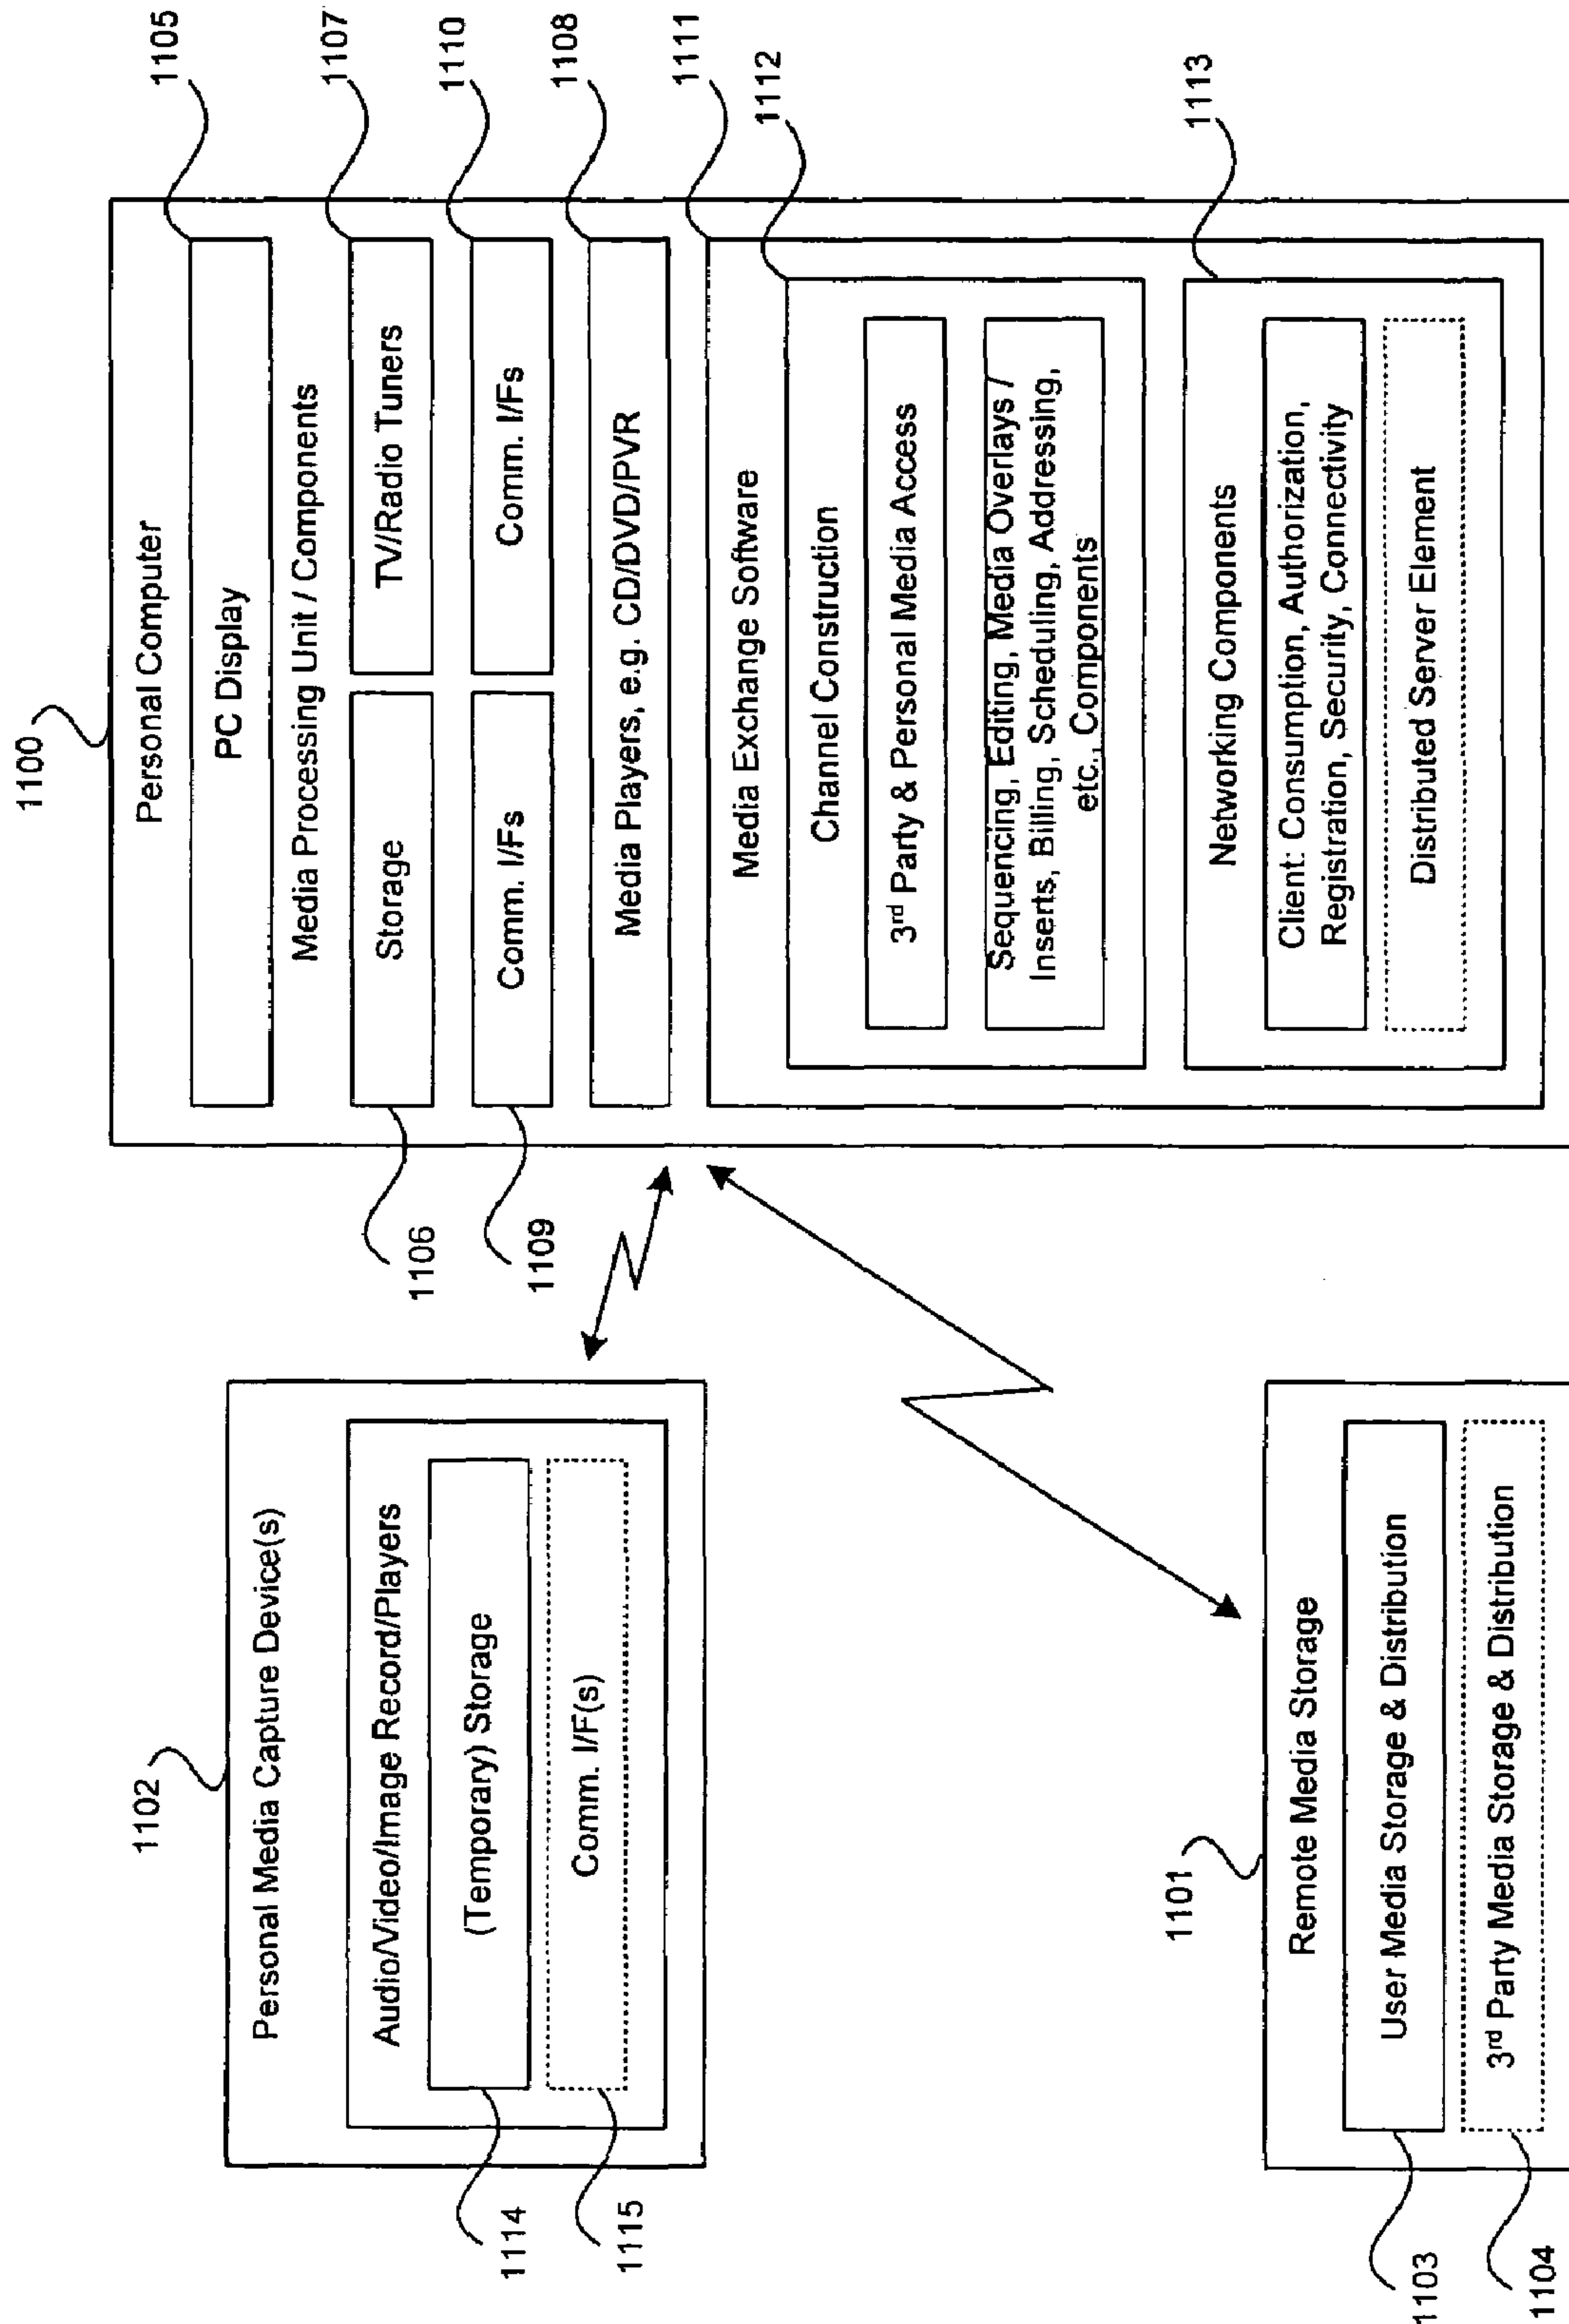 1100
Personal Computer
1105
PC Display
Media Processing Unit / Components
1106
Storage
1107
TV/Radio Tuners
1109
Comm. I/Fs
1110
Comm. I/Fs
1108
Media Players, e.g. CD/DVD/PVR
1111
Media Exchange Software
1112
Channel Construction
3rd Party & Personal Media Access
Sequencing, Editing, Media Overlays /
Inserts, Billing, Scheduling, Addressing,
etc., Components
1113
Networking Components
Client: Consumption, Authorization,
Registration, Security, Connectivity
Distributed Server Element
1102
Personal Media Capture Device(s)
Audio/Video/Image Record/Players
1114
(Temporary) Storage
1115
Comm. I/F(s)
1101
Remote Media Storage
1103
User Media Storage & Distribution
1104
3rd Party Media Storage & Distribution